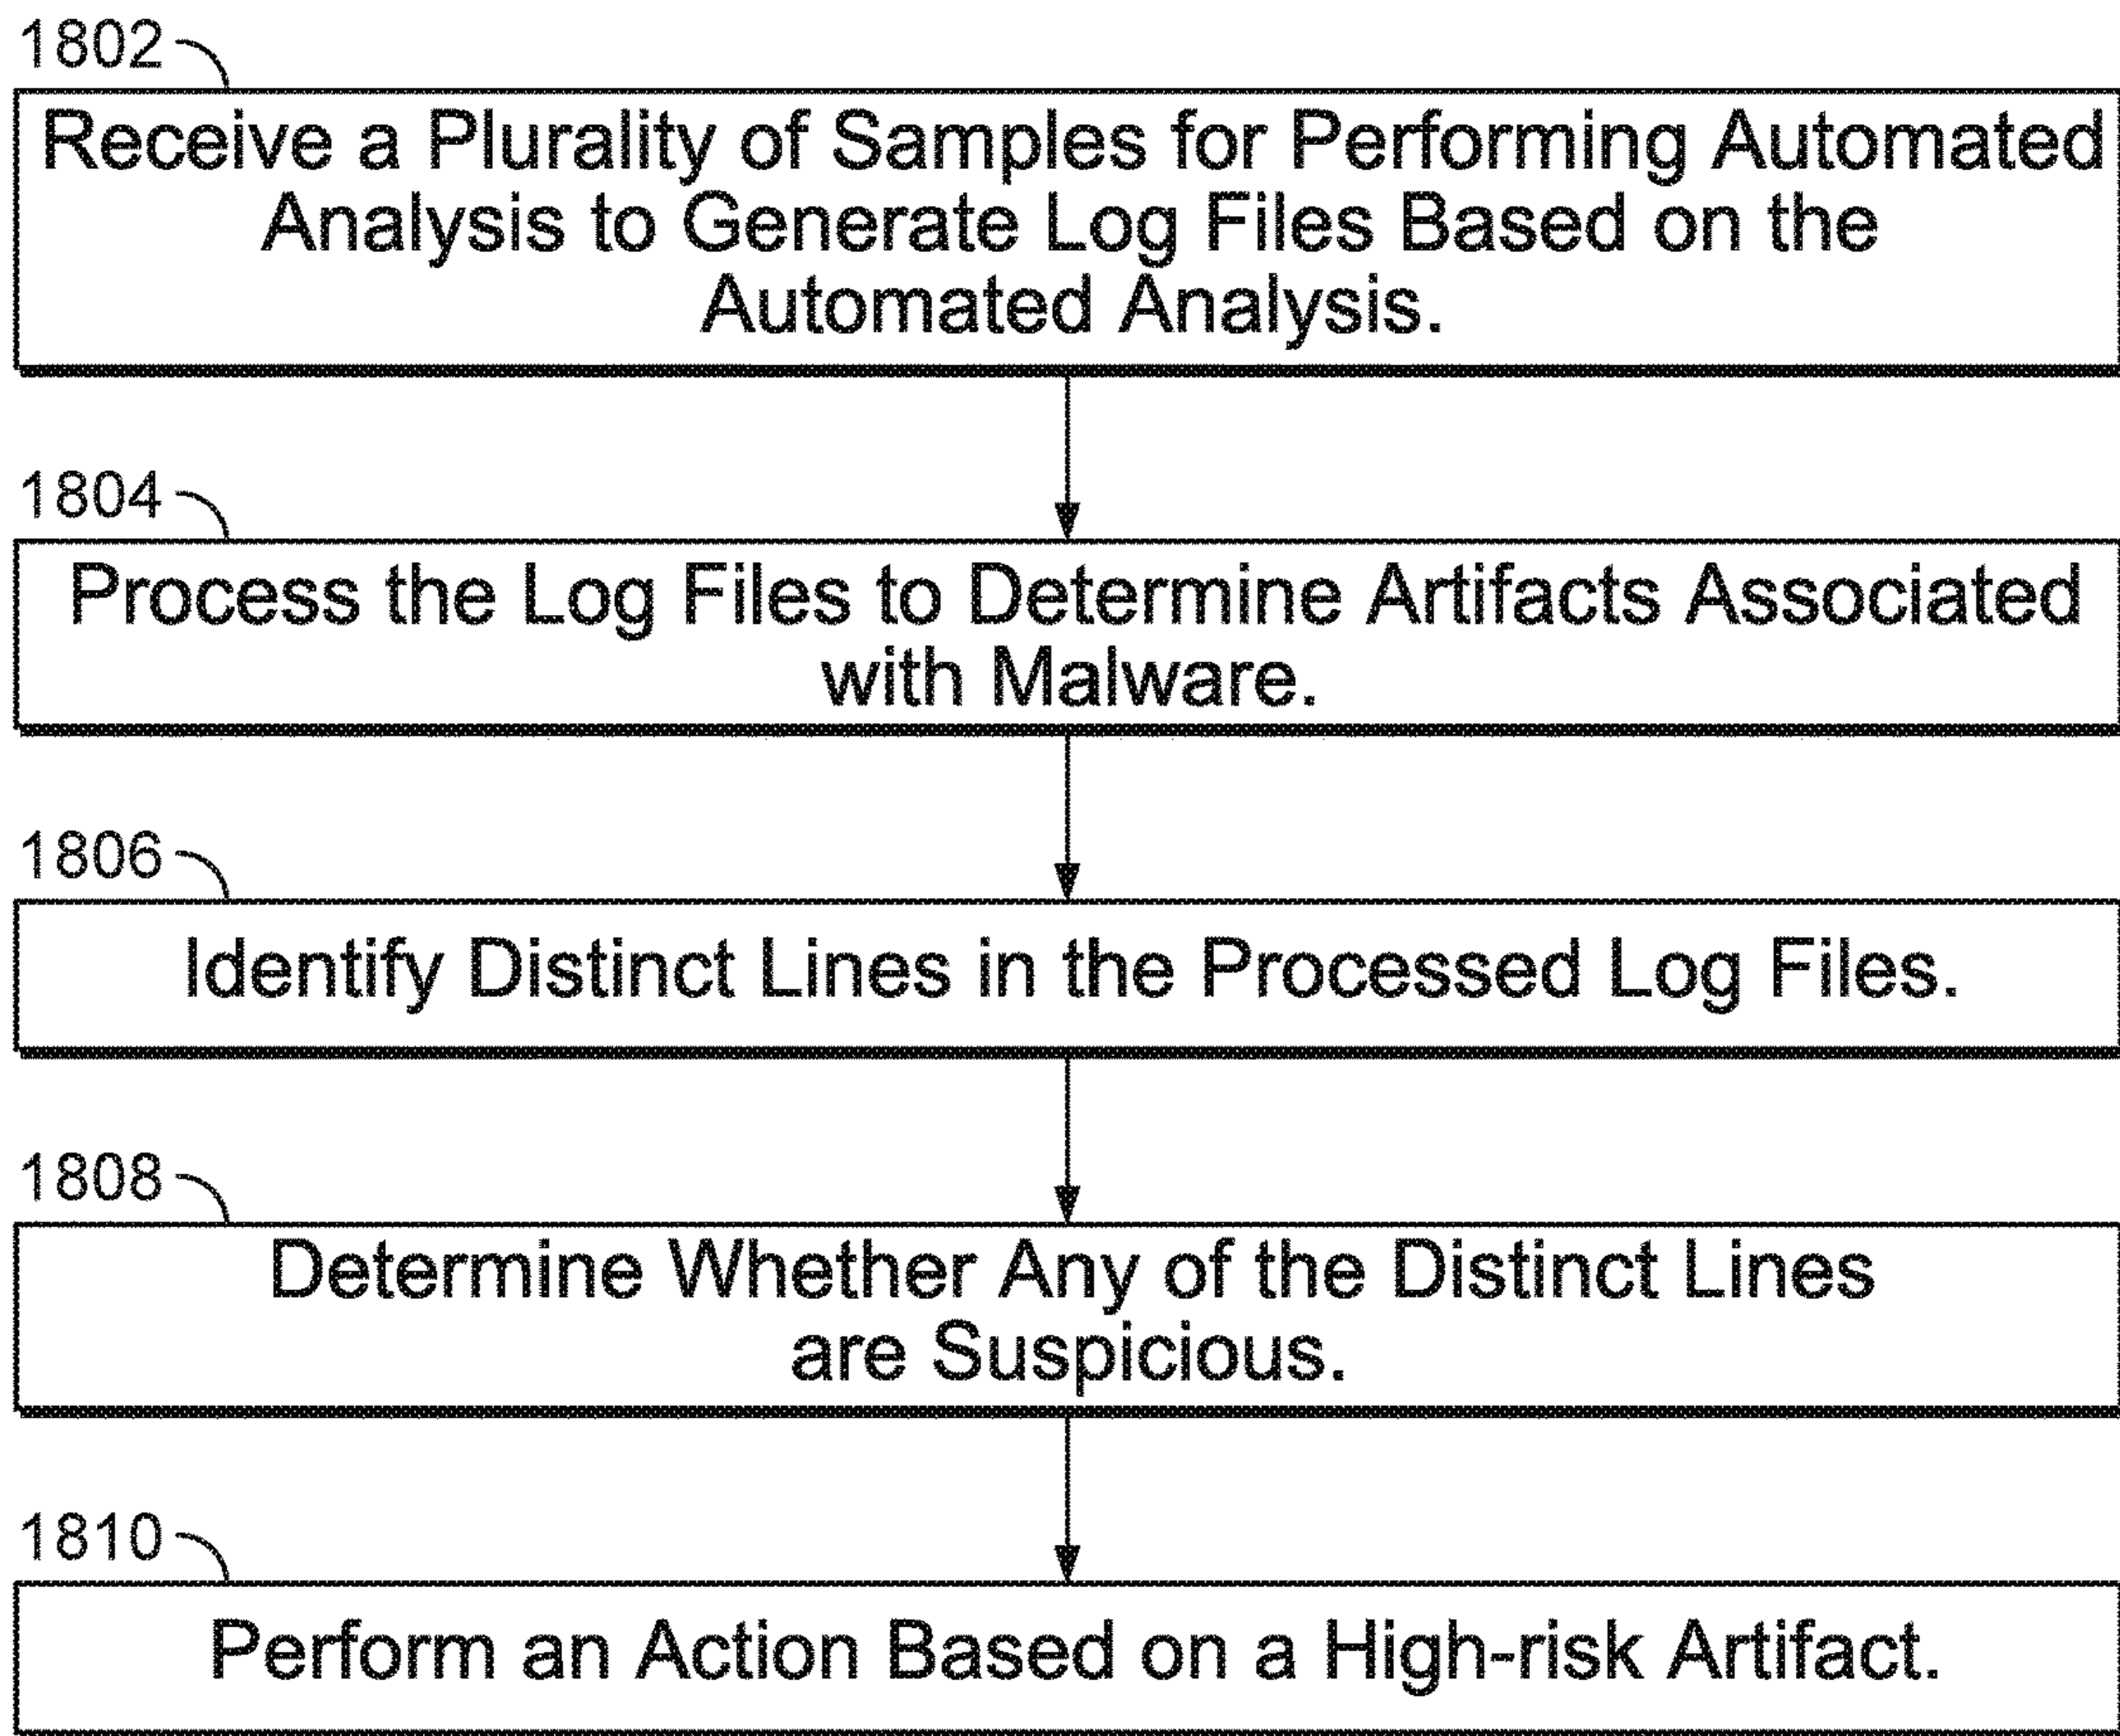 1802
Receive a Plurality of Samples for Performing Automated
Analysis to Generate Log Files Based on the
Automated Analysis.
1804
Process the Log Files to Determine Artifacts Associated
with Malware.
1806
Identify Distinct Lines in the Processed Log Files.
1808
Determine Whether Any of the Distinct Lines
are Suspicious.
1810
Perform an Action Based on a High-risk Artifact.